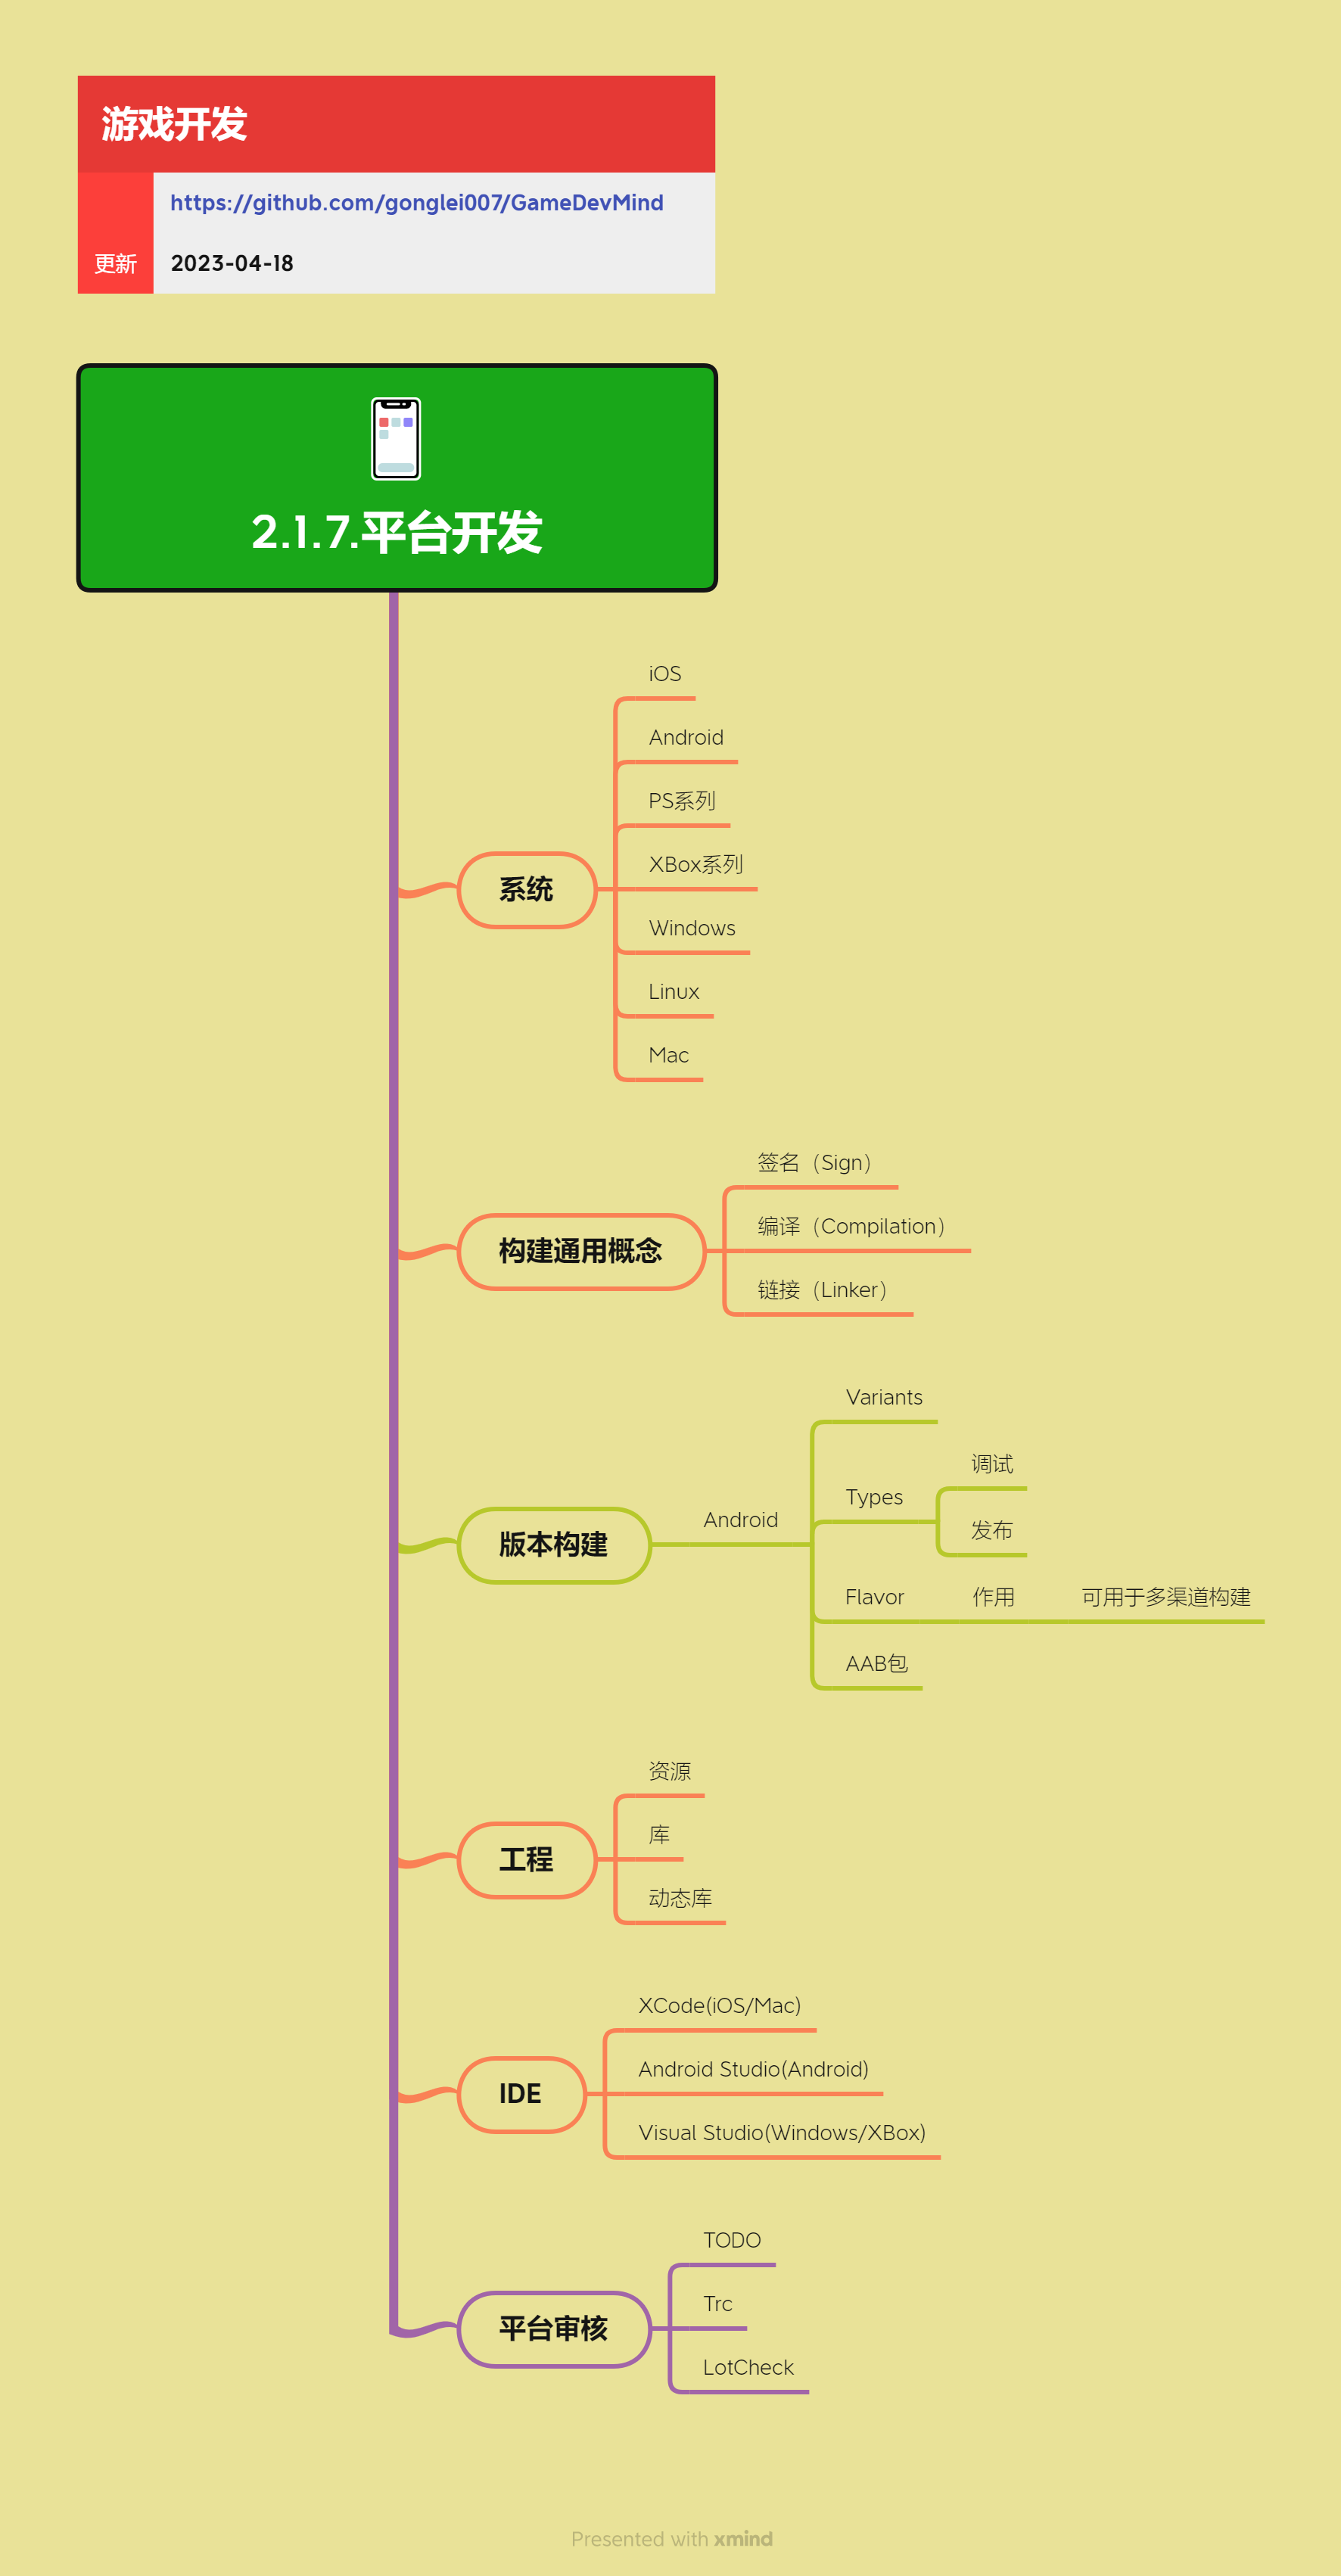 游戏开发
https://github.com/gonglei007/GameDevMind
更新 2023-04-18
2.1.7.平台开发
系统
iOS
Android
PS系列
XBox系列
Windows
Linux
Mac
构建通用概念
签名（Sign）
编译（Compilation）
链接（Linker）
版本构建
Android
Variants
Types
调试
发布
Flavor 作用 可用于多渠道构建
AAB包
工程
资源
库
动态库
IDE
XCode(iOS/Mac)
Android Studio(Android)
Visual Studio(Windows/XBox)
平台审核
TODO
Trc
LotCheck
Presented with xmind